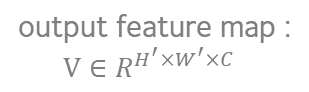 output feature map :
V ∈ R^{H′×W′×C}